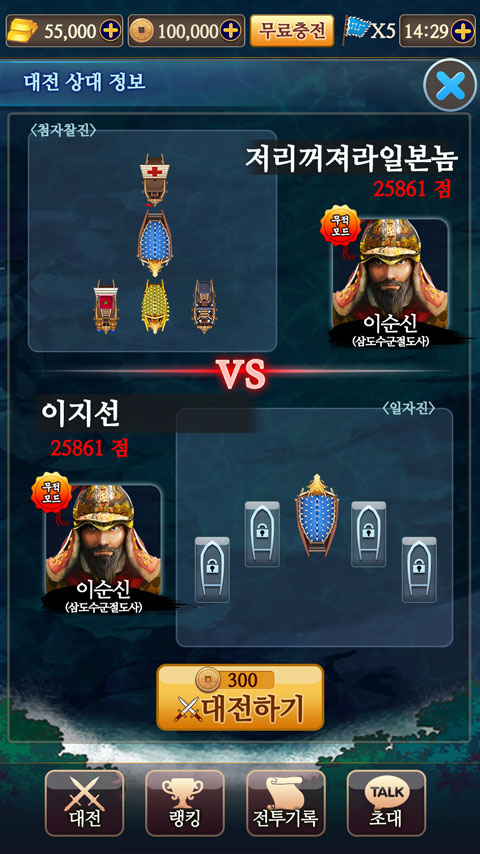 55,000 100,000 무료충전 X5 14:29
대전 상대 정보
〈첨자찰진〉
저리꺼져라일본놈
25861 점
무적
모드
이순신
(삼도수군절도사)
VS
이지선
25861 점
〈일자진〉
무적
모드
이순신
(삼도수군절도사)
300
대전하기
대전 랭킹 전투기록 TALK 초대